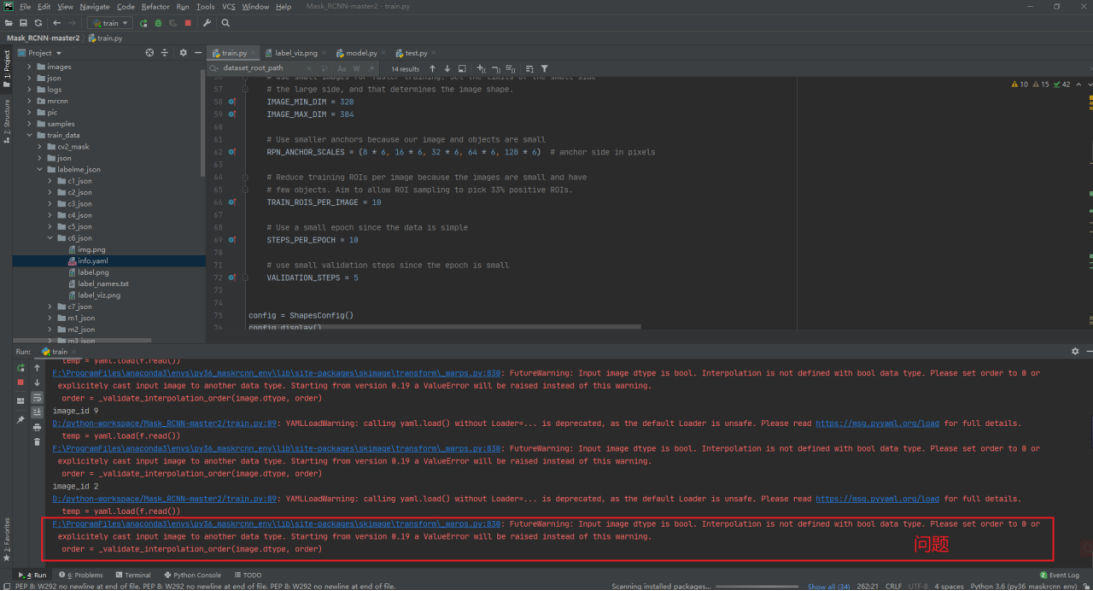 File Edit View Navigate Code Refactor Run Tools VCS Window Help Mask_RCNN-master2 - train.py
train
Mask_RCNN-master2 train.py
Project
train.py label_viz.png model.py test.py
images
json
logs
mrcnn
pic
samples
train_data
cv2_mask
json
labelme_json
c1_json
c2_json
c3_json
c4_json
c5_json
c6_json
img.png
info.yaml
label.png
label_names.txt
label_viz.png
c7_json
m1_json
m2_json
m3_json
1: Project
2: Structure
2: Favorites
dataset_root_path 14 results
10 15 42
56 # Use small images for faster training. Set the limits of the small side
57 # the large side, and that determines the image shape.
58 IMAGE_MIN_DIM = 320
59 IMAGE_MAX_DIM = 384
60
61 # Use smaller anchors because our image and objects are small
62 RPN_ANCHOR_SCALES = (8 * 6, 16 * 6, 32 * 6, 64 * 6, 128 * 6) # anchor side in pixels
63
64 # Reduce training ROIs per image because the images are small and have
65 # few objects. Aim to allow ROI sampling to pick 33% positive ROIs.
66 TRAIN_ROIS_PER_IMAGE = 10
67
68 # Use a small epoch since the data is simple
69 STEPS_PER_EPOCH = 10
70
71 # use small validation steps since the epoch is small
72 VALIDATION_STEPS = 5
73
74
75 config = ShapesConfig()
76 config.display()
Run: train
temp = yaml.load(f.read())
F:\ProgramFiles\anaconda3\envs\py36_maskrcnn_env\lib\site-packages\skimage\transform\_warps.py:830: FutureWarning: Input image dtype is bool. Interpolation is not defined with bool data type. Please set order to 0 or
explicitely cast input image to another data type. Starting from version 0.19 a ValueError will be raised instead of this warning.
order = _validate_interpolation_order(image.dtype, order)
image_id 9
D:/python-workspace/Mask_RCNN-master2/train.py:89: YAMLLoadWarning: calling yaml.load() without Loader=... is deprecated, as the default Loader is unsafe. Please read https://msg.pyyaml.org/load for full details.
temp = yaml.load(f.read())
F:\ProgramFiles\anaconda3\envs\py36_maskrcnn_env\lib\site-packages\skimage\transform\_warps.py:830: FutureWarning: Input image dtype is bool. Interpolation is not defined with bool data type. Please set order to 0 or
explicitely cast input image to another data type. Starting from version 0.19 a ValueError will be raised instead of this warning.
order = _validate_interpolation_order(image.dtype, order)
image_id 2
D:/python-workspace/Mask_RCNN-master2/train.py:89: YAMLLoadWarning: calling yaml.load() without Loader=... is deprecated, as the default Loader is unsafe. Please read https://msg.pyyaml.org/load for full details.
temp = yaml.load(f.read())
F:\ProgramFiles\anaconda3\envs\py36_maskrcnn_env\lib\site-packages\skimage\transform\_warps.py:830: FutureWarning: Input image dtype is bool. Interpolation is not defined with bool data type. Please set order to 0 or
explicitely cast input image to another data type. Starting from version 0.19 a ValueError will be raised instead of this warning.
order = _validate_interpolation_order(image.dtype, order)
问题
4: Run 6: Problems Terminal Python Console TODO Event Log
PEP 8: W292 no newline at end of file. PEP 8: W292 no newline at end of file. PEP 8: W292 no newline at end of file. Scanning installed packages... Show all (34) 262:21 CRLF UTF-8 4 spaces Python 3.6 (py36_maskrcnn_env)